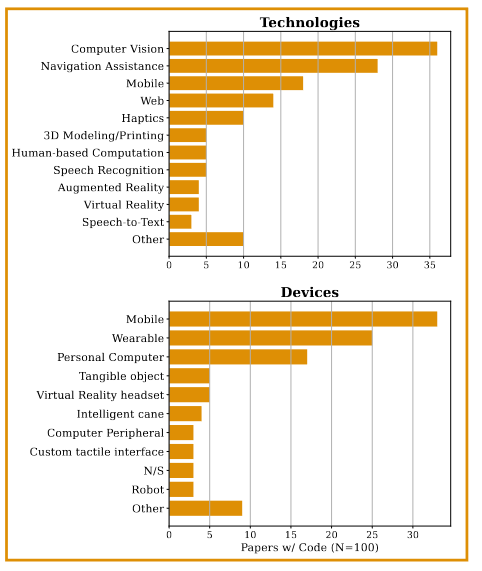 Technologies
Computer Vision
Navigation Assistance
Mobile
Web
Haptics
3D Modeling/Printing
Human-based Computation
Speech Recognition
Augmented Reality
Virtual Reality
Speech-to-Text
Other
0 5 10 15 20 25 30 35
Devices
Mobile
Wearable
Personal Computer
Tangible object
Virtual Reality headset
Intelligent cane
Computer Peripheral
Custom tactile interface
N/S
Robot
Other
0 5 10 15 20 25 30
Papers w/ Code (N=100)